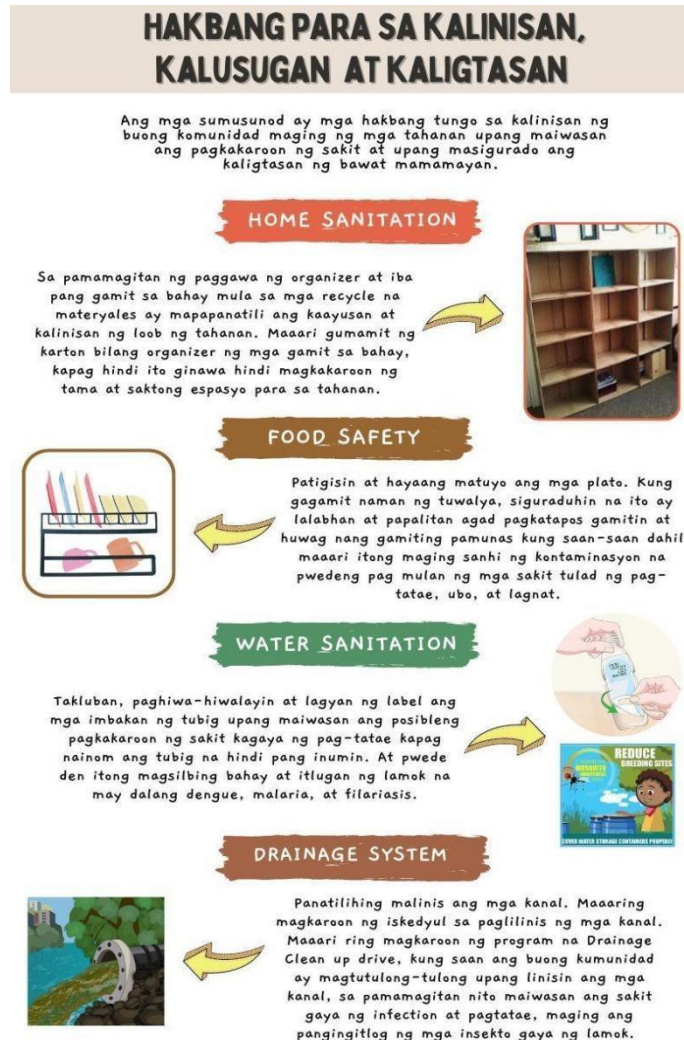 HAKBANG PARA SA KALINISAN,
KALUSUGAN AT KALIGTASAN
Ang mga sumusunod ay mga hakbang tungo sa kalinisan ng
buong komunidad maging ng mga tahanan upang maiwasan
ang pagkakaroon ng sakit at upang masigurado ang
kaligtasan ng bawat mamamayan.
HOME SANITATION
Sa pamamagitan ng paggawa ng organizer at iba
pang gamit sa bahay mula sa mga recycle na
materyales ay mapapanatili ang kaayusan at
kalinisan ng loob ng tahanan. Maaari gumamit ng
karton bilang organizer ng mga gamit sa bahay,
kapag hindi ito ginawa hindi magkakaroon ng
tama at saktong espasyo para sa tahanan.
FOOD SAFETY
Patigisin at hayaang matuyo ang mga plato. Kung
gagamit naman ng tuwalya, siguraduhin na ito ay
lalabhan at papalitan agad pagkatapos gamitin at
huwag nang gamiting pamunas kung saan-saan dahil
maaari itong maging sanhi ng kontaminasyon na
pwedeng pag mulan ng mga sakit tulad ng pag-
tatae, ubo, at lagnat.
WATER SANITATION
Takluban, paghiwa-hiwalayin at lagyan ng label ang
mga imbakan ng tubig upang maiwasan ang posibleng
pagkakaroon ng sakit kagaya ng pag-tatae kapag
nainom ang tubig na hindi pang inumin. At pwede
den itong magsilbing bahay at itlugan ng lamok na
may dalang dengue, malaria, at filariasis.
REDUCE
BREEDING SITES
MOSQUITO
COVER WATER STORAGE CONTAINERS PROPERLY
DRAINAGE SYSTEM
Panatilihing malinis ang mga kanal. Maaaring
magkaroon ng iskedyul sa paglilinis ng mga kanal.
Maaari ring magkaroon ng program na Drainage
Clean up drive, kung saan ang buong kumunidad
ay magtutulong-tulong upang linisin ang mga
kanal, sa pamamagitan nito maiwasan ang sakit
gaya ng infection at pagtatae, maging ang
pangingitlog ng mga insekto gaya ng lamok.